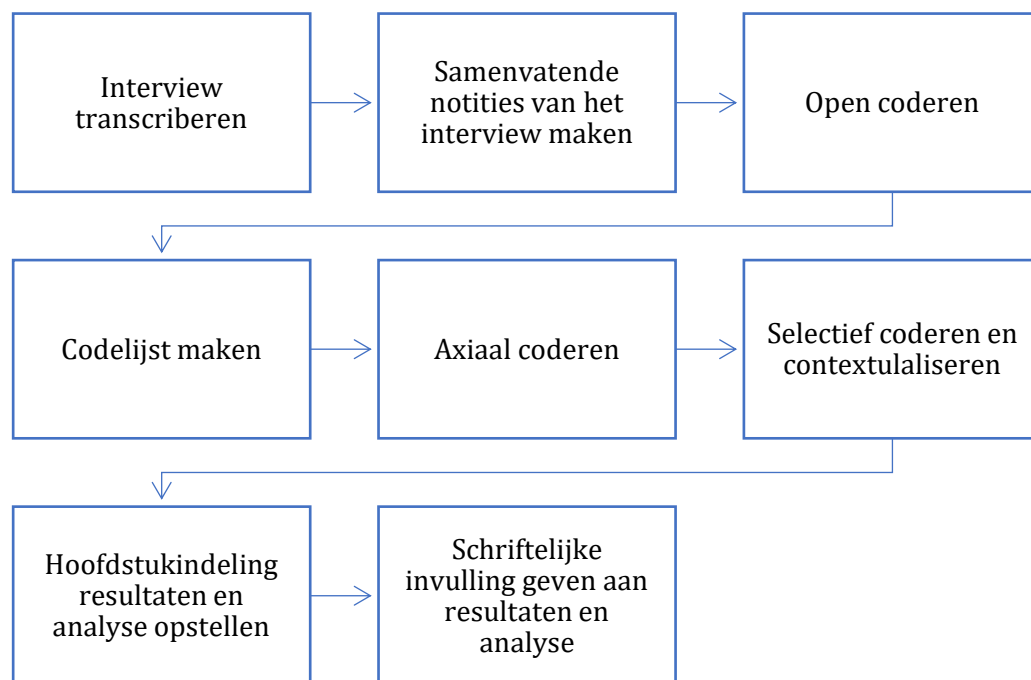 Interview
transcriberen
Samenvatende
notities van het
interview maken
Open coderen
Codelijst maken
Axiaal coderen
Selectief coderen en
contextulaliseren
Hoofdstukindeling
resultaten en
analyse opstellen
Schriftelijke
invulling geven aan
resultaten en
analyse